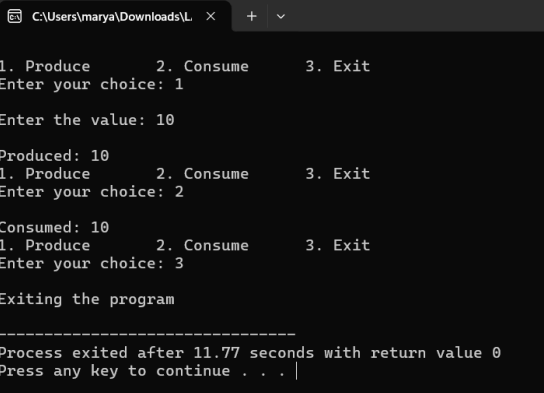 C:\Users\marya\Downloads\L
1. Produce 2. Consume 3. Exit
Enter your choice: 1
Enter the value: 10
Produced: 10
1. Produce 2. Consume 3. Exit
Enter your choice: 2
Consumed: 10
1. Produce 2. Consume 3. Exit
Enter your choice: 3
Exiting the program
--------------------------------
Process exited after 11.77 seconds with return value 0
Press any key to continue . . .